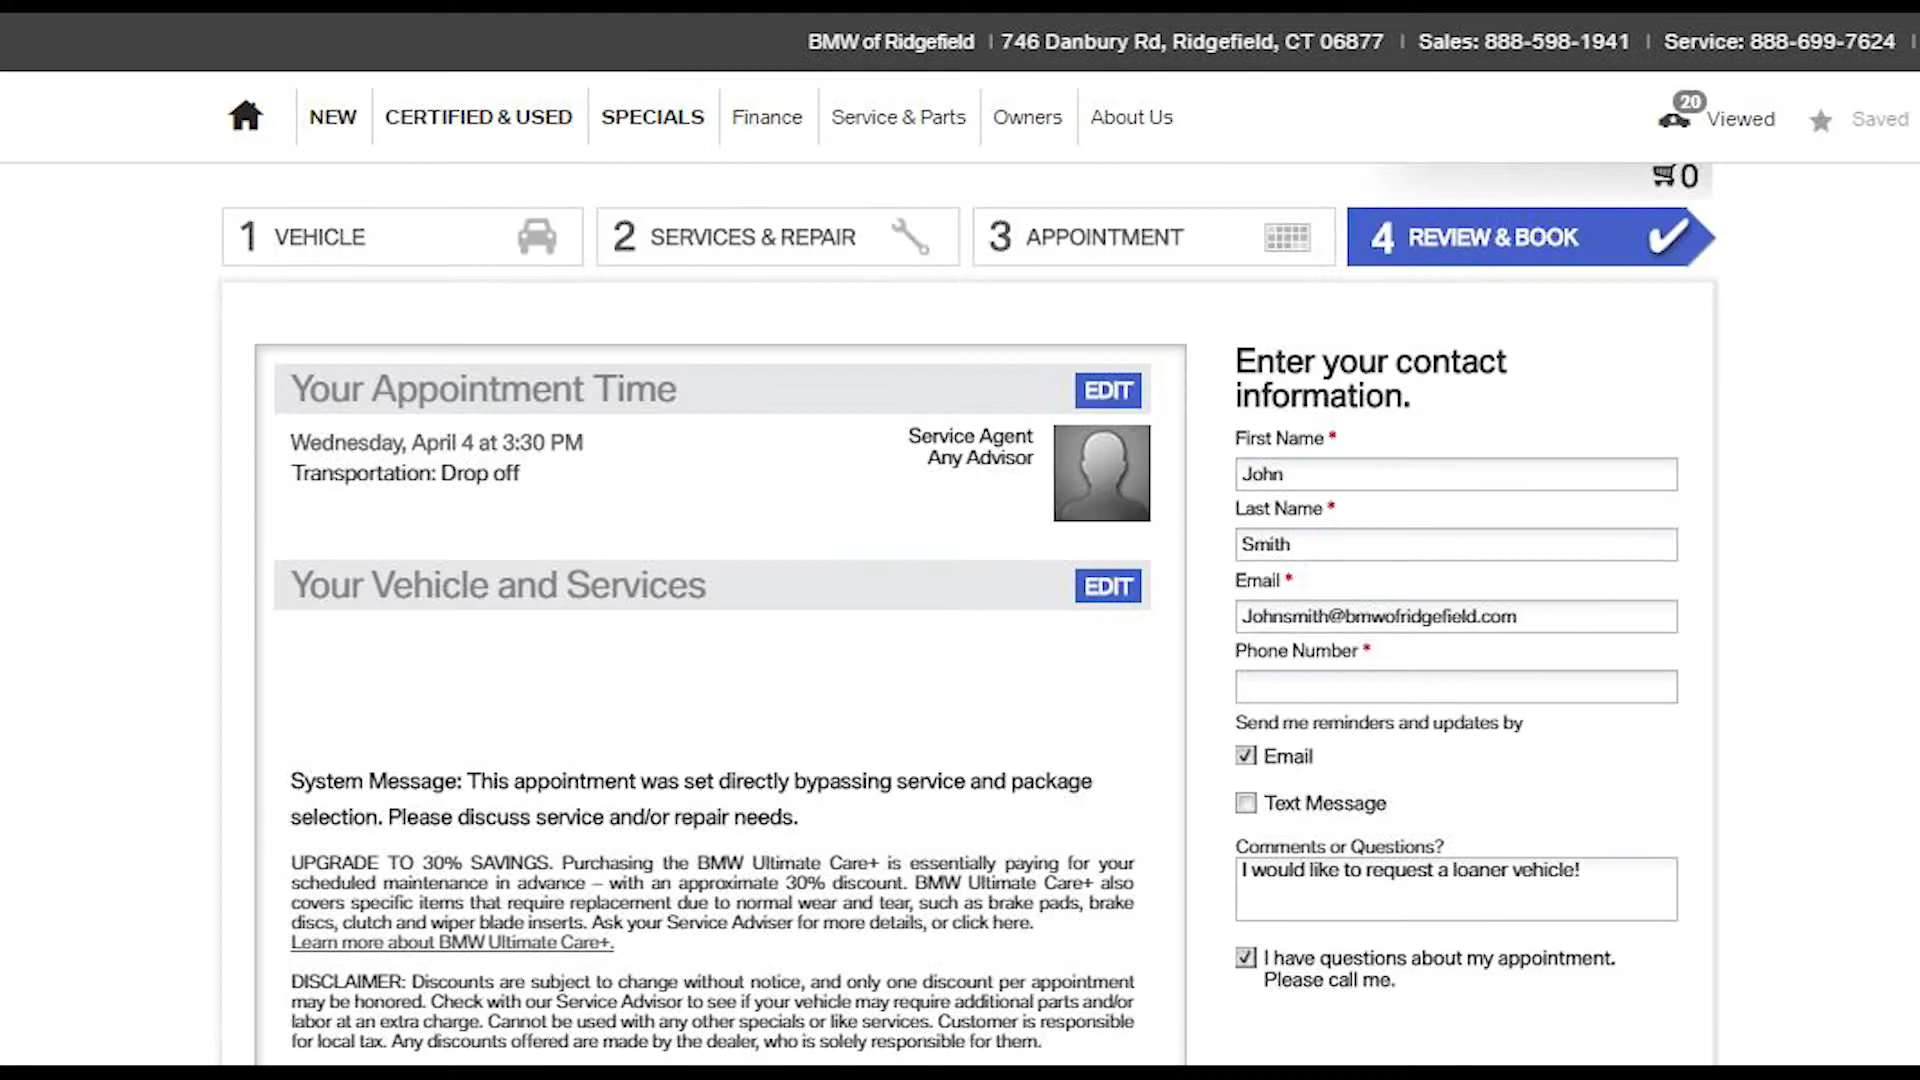 BMW of Ridgefield | 746 Danbury Rd, Ridgefield, CT 06877 | Sales: 888-598-1941 | Service: 888-699-7624 |
NEW CERTIFIED & USED SPECIALS Finance Service & Parts Owners About Us 20 Viewed Saved
0
1 VEHICLE 2 SERVICES & REPAIR 3 APPOINTMENT 4 REVIEW & BOOK
Your Appointment Time EDIT
Wednesday, April 4 at 3:30 PM
Transportation: Drop off
Service Agent
Any Advisor
Your Vehicle and Services EDIT
System Message: This appointment was set directly bypassing service and package
selection. Please discuss service and/or repair needs.
UPGRADE TO 30% SAVINGS. Purchasing the BMW Ultimate Care+ is essentially paying for your
scheduled maintenance in advance – with an approximate 30% discount. BMW Ultimate Care+ also
covers specific items that require replacement due to normal wear and tear, such as brake pads, brake
discs, clutch and wiper blade inserts. Ask your Service Adviser for more details, or click here.
Learn more about BMW Ultimate Care+.
DISCLAIMER: Discounts are subject to change without notice, and only one discount per appointment
may be honored. Check with our Service Advisor to see if your vehicle may require additional parts and/or
labor at an extra charge. Cannot be used with any other specials or like services. Customer is responsible
for local tax. Any discounts offered are made by the dealer, who is solely responsible for them.
Enter your contact
information.
First Name *
John
Last Name *
Smith
Email *
Johnsmith@bmwofridgefield.com
Phone Number *
Send me reminders and updates by
Email
Text Message
Comments or Questions?
I would like to request a loaner vehicle!
I have questions about my appointment.
Please call me.